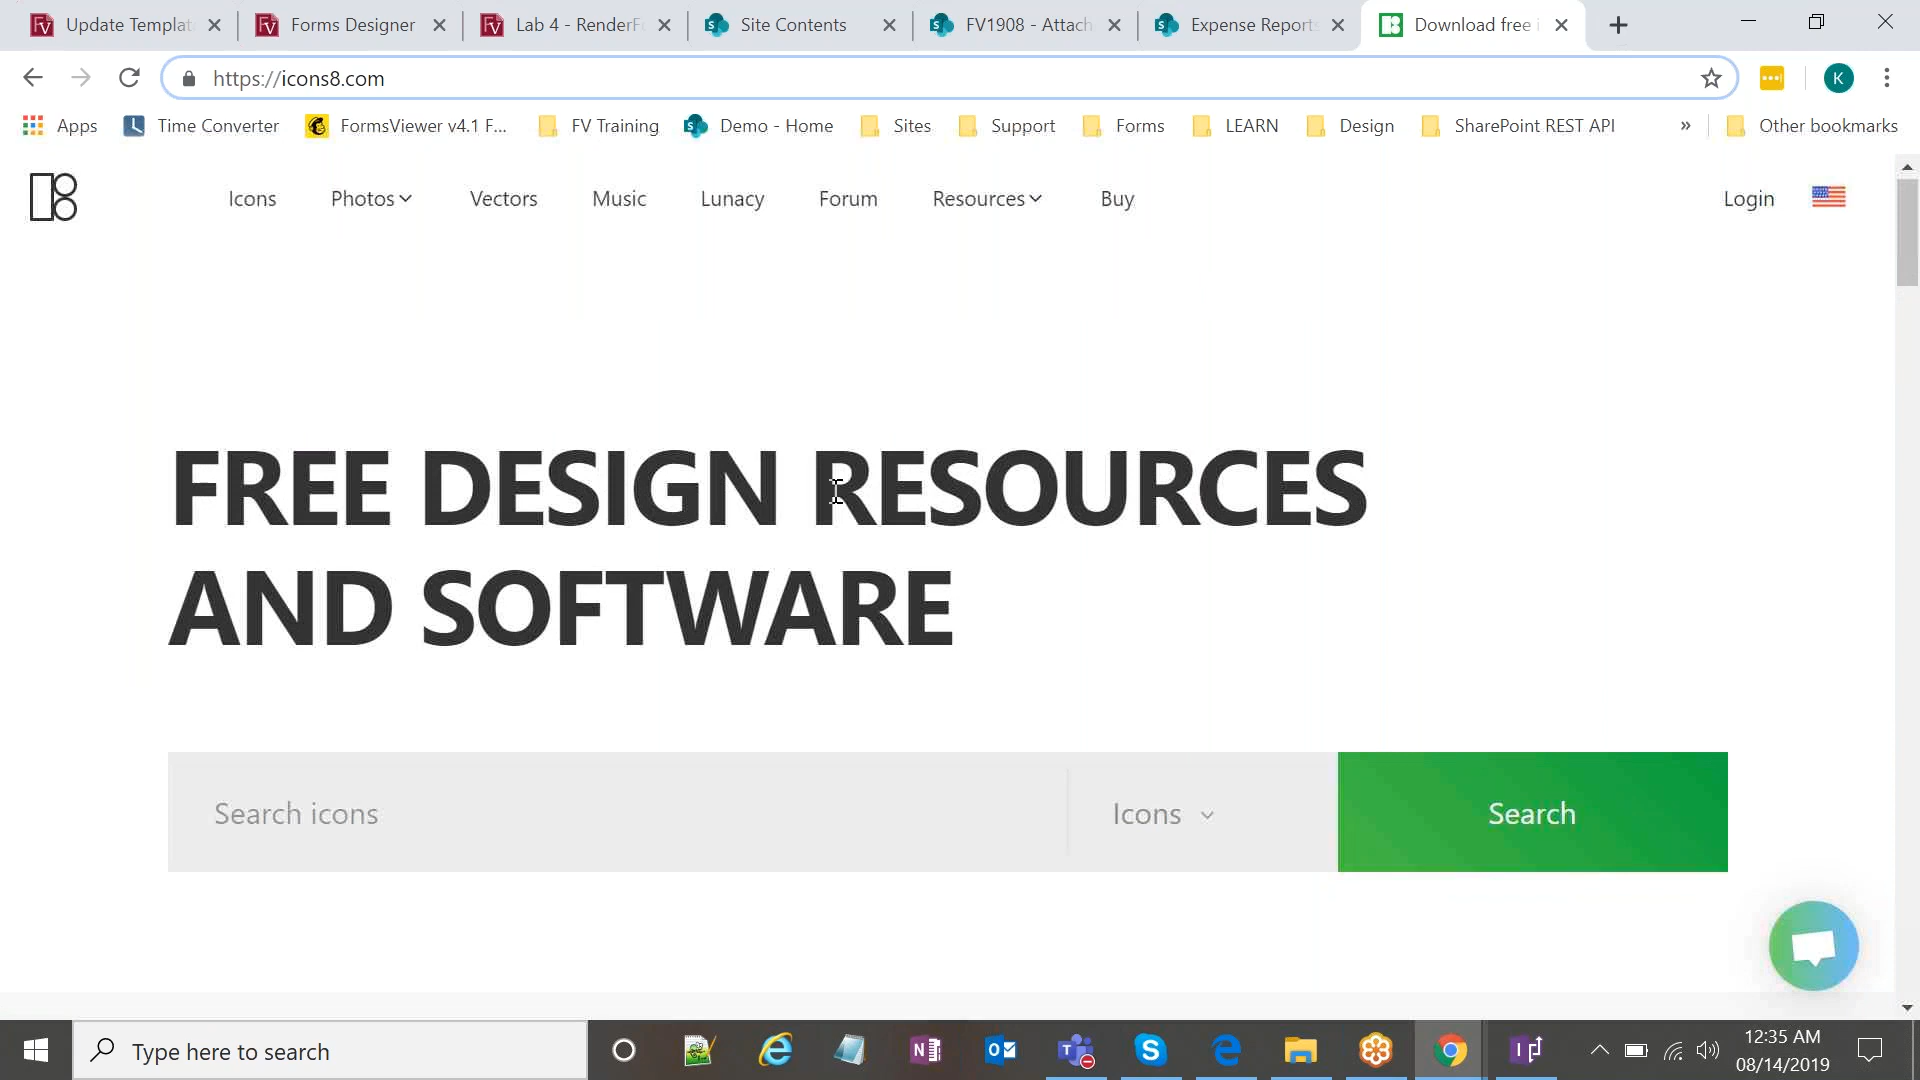 Update Templat
Forms Designer
Lab 4 - RenderF
Site Contents
FV1908 - Attach
Expense Reports
Download free i
https://icons8.com
K
Apps
Time Converter
FormsViewer v4.1 F...
FV Training
Demo - Home
Sites
Support
Forms
LEARN
Design
SharePoint REST API
»
Other bookmarks
Icons
Photos
Vectors
Music
Lunacy
Forum
Resources
Buy
Login
FREE DESIGN RESOURCES
AND SOFTWARE
Search icons
Icons
Search
Type here to search
12:35 AM
08/14/2019